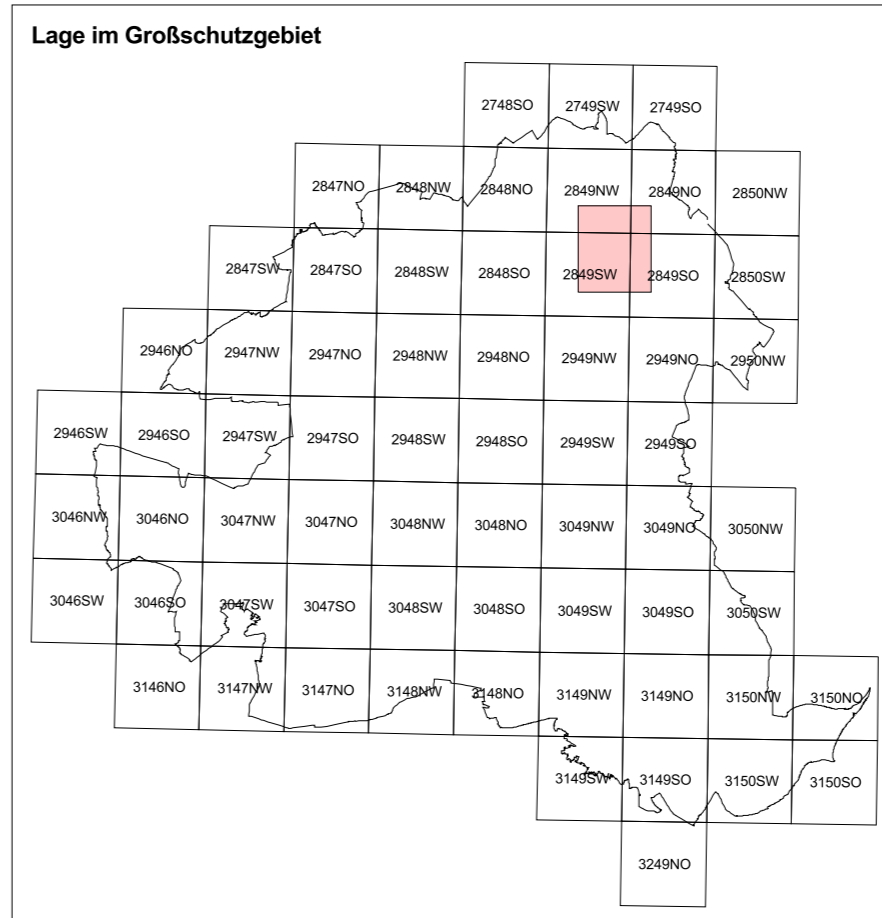 Lage im Großschutzgebiet
2748SO 2749SW 2749SO
2847NO 2848NW 2848NO 2849NW 2849NO 2850NW
2847SW 2847SO 2848SW 2848SO 2849SW 2849SO 2850SW
2946NO 2947NW 2947NO 2948NW 2948NO 2949NW 2949NO 2950NW
2946SW 2946SO 2947SW 2947SO 2948SW 2948SO 2949SW 2949SO
3046NW 3046NO 3047NW 3047NO 3048NW 3048NO 3049NW 3049NO 3050NW
3046SW 3046SO 3047SW 3047SO 3048SW 3048SO 3049SW 3049SO 3050SW
3146NO 3147NW 3147NO 3148NW 3148NO 3149NW 3149NO 3150NW 3150NO
3149SW 3149SO 3150SW 3150SO
3249NO